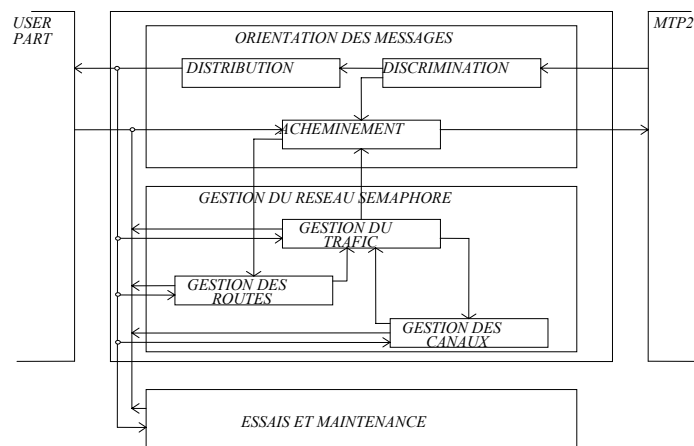 USER
PART
MTP2
ORIENTATION DES MESSAGES
DISTRIBUTION
DISCRIMINATION
ACHEMINEMENT
GESTION DU RESEAU SEMAPHORE
GESTION DU
TRAFIC
GESTION DES
ROUTES
GESTION DES
CANAUX
ESSAIS ET MAINTENANCE